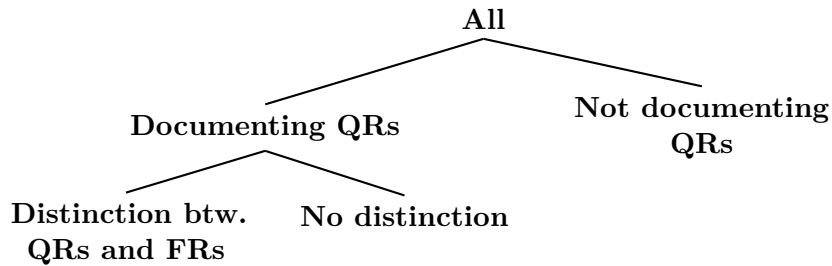 All
Documenting QRs
Not documenting
QRs
Distinction btw.
QRs and FRs
No distinction